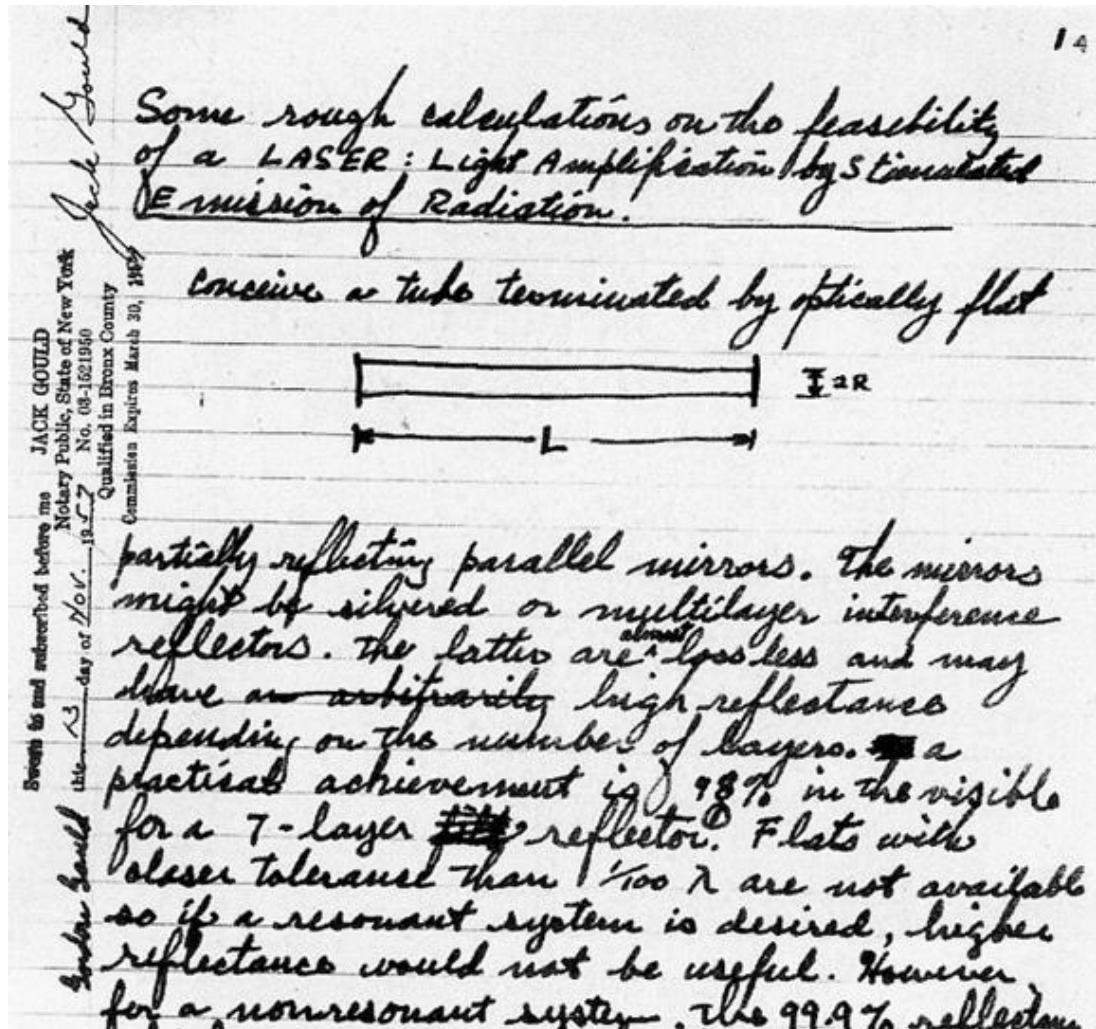 14
Some rough calculations on the feasibility
of a LASER : Light Amplification by Stimulated
Emission of Radiation.
conceive a tube terminated by optically flat
2R
L
partially reflecting parallel mirrors. The mirrors
might be silvered or multilayer interference
reflectors. The latter are almost lossless and may
have an arbitrarily high reflectance
depending on the number of layers. a
practical achievement is 98% in the visible
for a 7-layer reflector.① Flats with
closer tolerance than 1/100 λ are not available
so if a resonant system is desired, higher
reflectance would not be useful. However
for a nonresonant system, the 99.9% reflectance
Jack Gould
Sworn to and subscribed before me
this 13 day of Nov. 1957
JACK GOULD
Notary Public, State of New York
No. 03-1521950
Qualified in Bronx County
Commission Expires March 30, 19
Gordon Gould